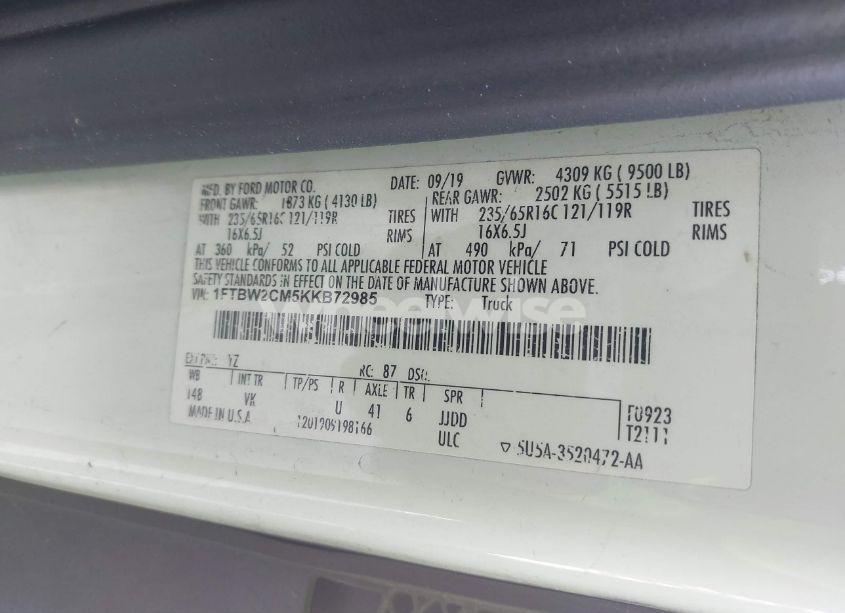 MFD. BY FORD MOTOR CO. DATE: 09/19 GVWR: 4309 KG ( 9500 LB)
FRONT GAWR: 1873 KG ( 4130 LB) REAR GAWR: 2502 KG ( 5515 LB)
WITH 235/65R16C 121/119R TIRES WITH 235/65R16C 121/119R TIRES
16X6.5J RIMS 16X6.5J RIMS
AT 360 kPa/ 52 PSI COLD AT 490 kPa/ 71 PSI COLD
THIS VEHICLE CONFORMS TO ALL APPLICABLE FEDERAL MOTOR VEHICLE
SAFETY STANDARDS IN EFFECT ON THE DATE OF MANUFACTURE SHOWN ABOVE.
VIN: 1FTBW2CM5KKB72985 TYPE: Truck
wheelwise
EXT PNT: YZ RC: 87 DSO:
WB INT TR TP/PS R AXLE TR SPR
148 VK U 41 6 JJDD F0923
MADE IN U.S.A ULC T2111
5U5A-3520472-AA